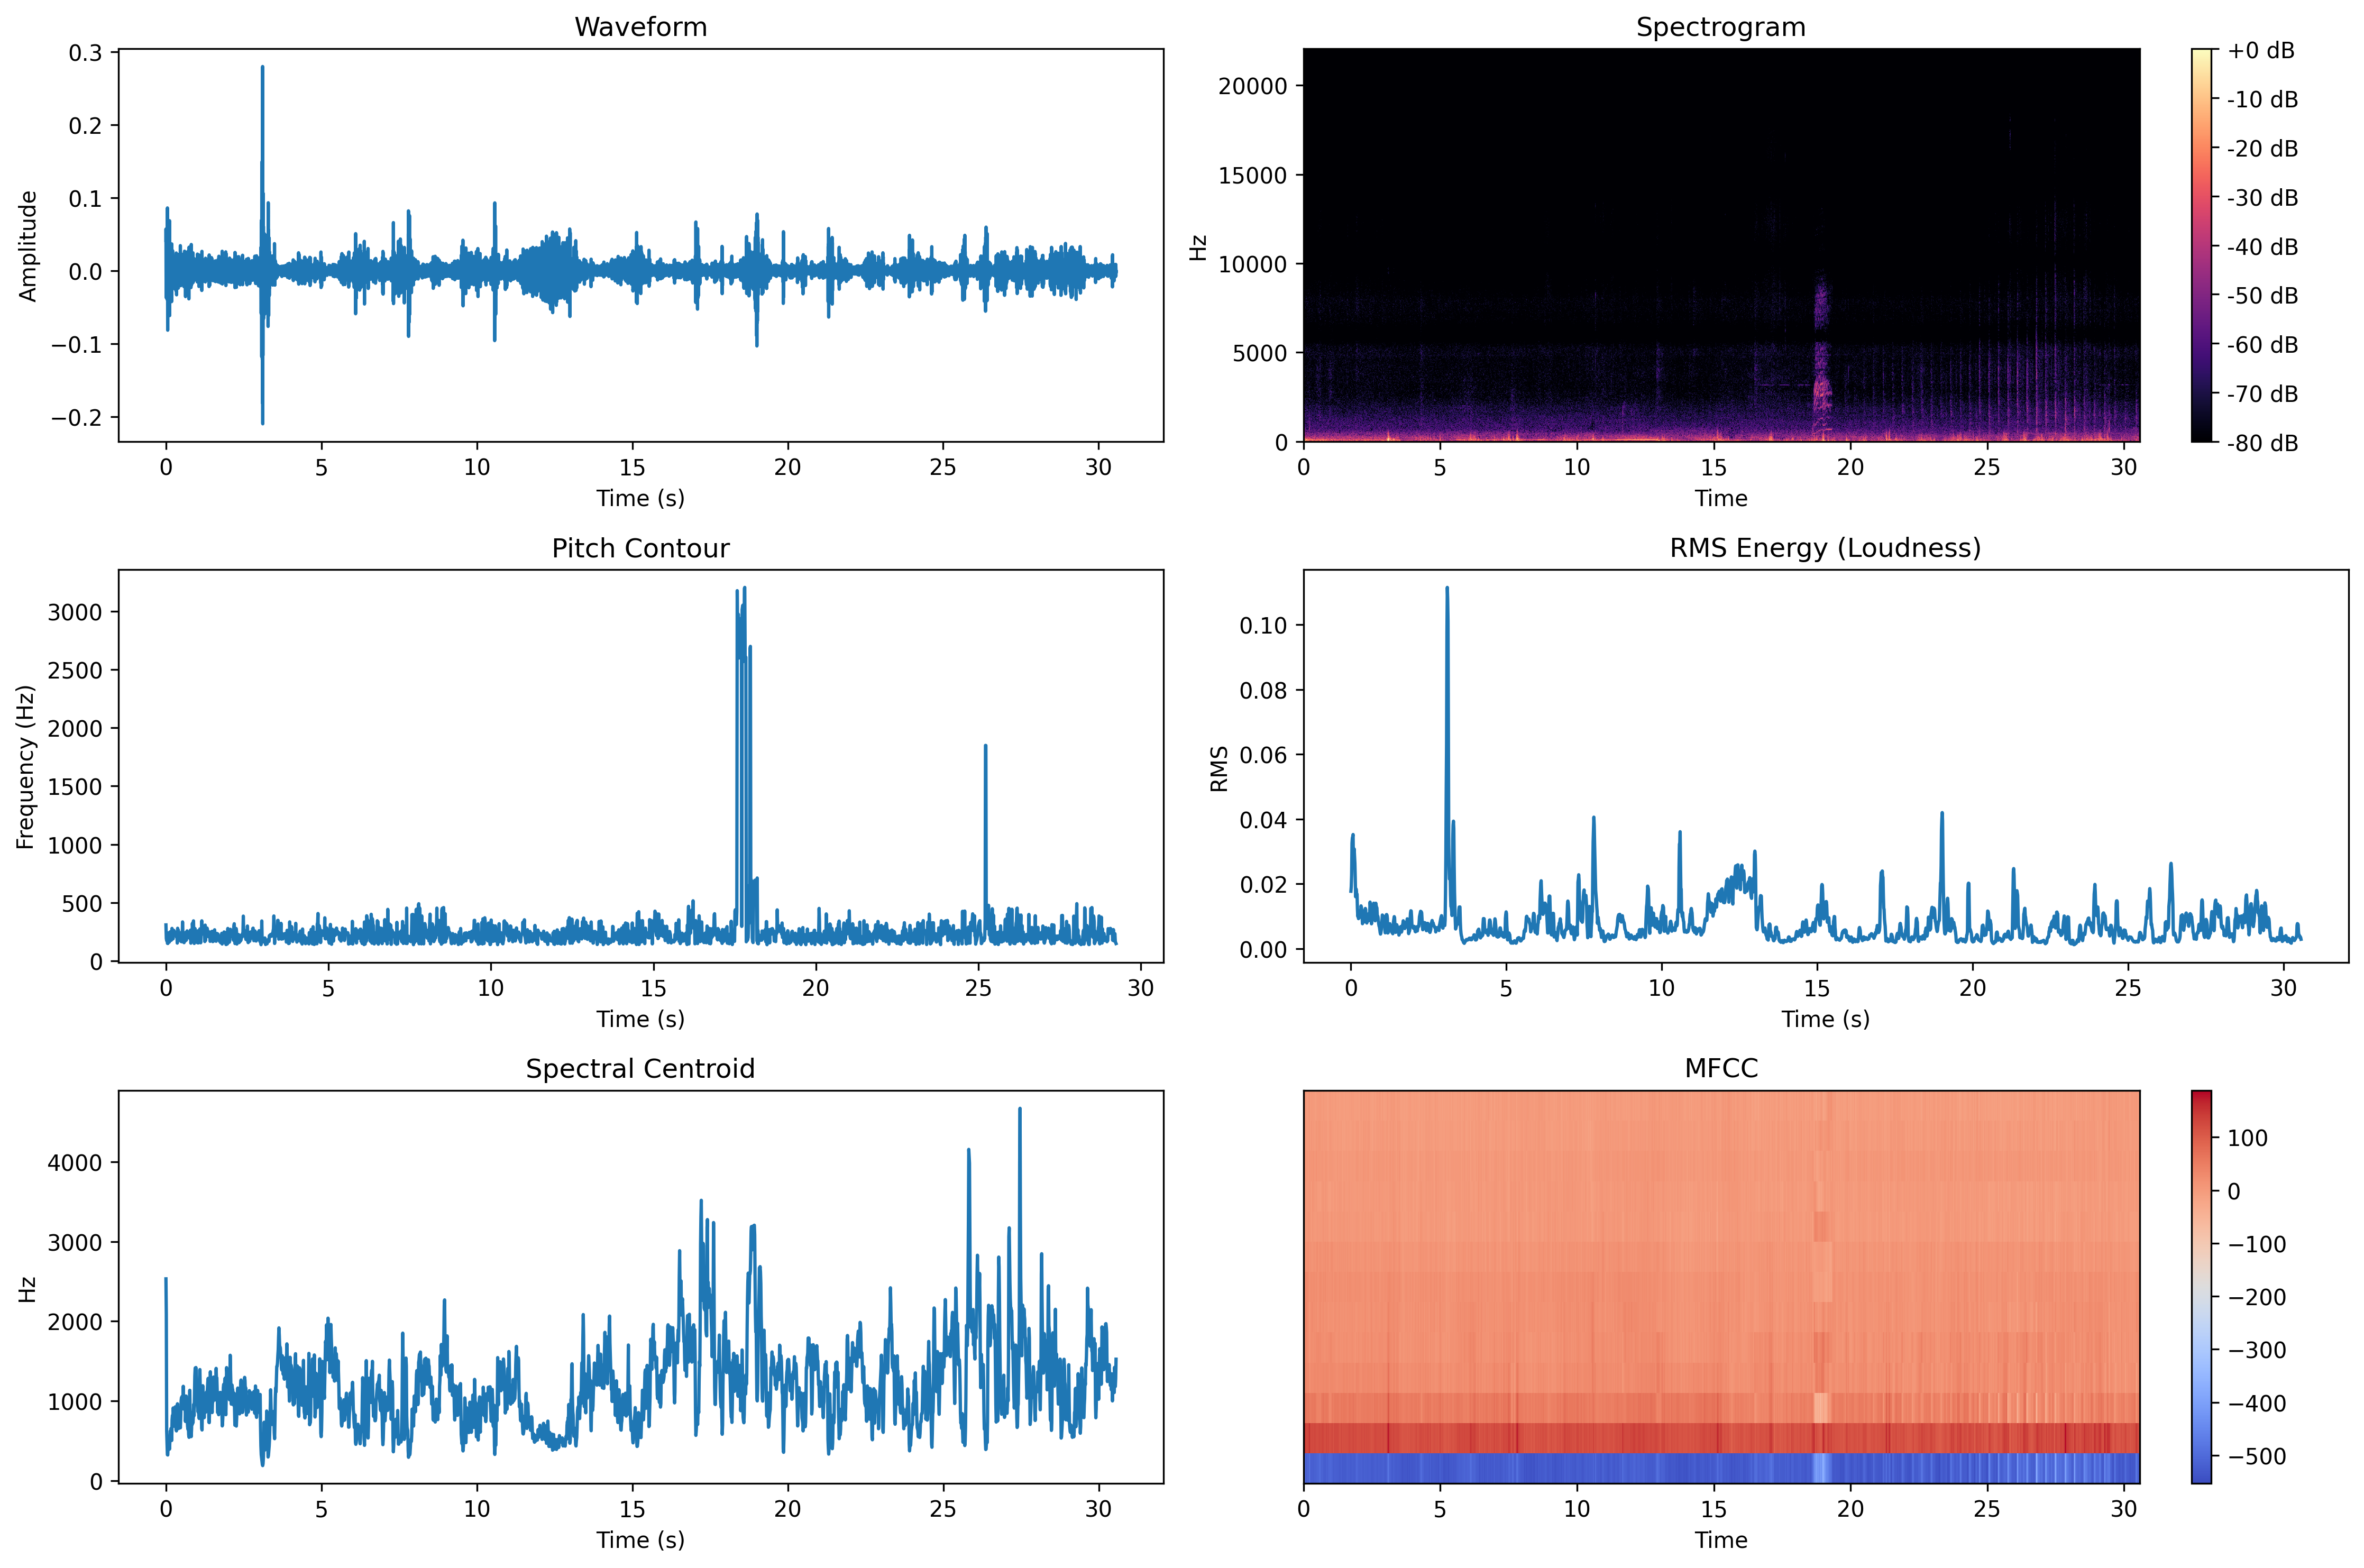 Waveform
Amplitude
0.3
0.2
0.1
0.0
−0.1
−0.2
0 5 10 15 20 25 30
Time (s)
Spectrogram
Hz
20000
15000
10000
5000
0
0 5 10 15 20 25 30
Time
+0 dB
-10 dB
-20 dB
-30 dB
-40 dB
-50 dB
-60 dB
-70 dB
-80 dB
Pitch Contour
Frequency (Hz)
3000
2500
2000
1500
1000
500
0
0 5 10 15 20 25 30
Time (s)
RMS Energy (Loudness)
RMS
0.10
0.08
0.06
0.04
0.02
0.00
0 5 10 15 20 25 30
Time (s)
Spectral Centroid
Hz
4000
3000
2000
1000
0
0 5 10 15 20 25 30
Time (s)
MFCC
0 5 10 15 20 25 30
Time
100
0
−100
−200
−300
−400
−500